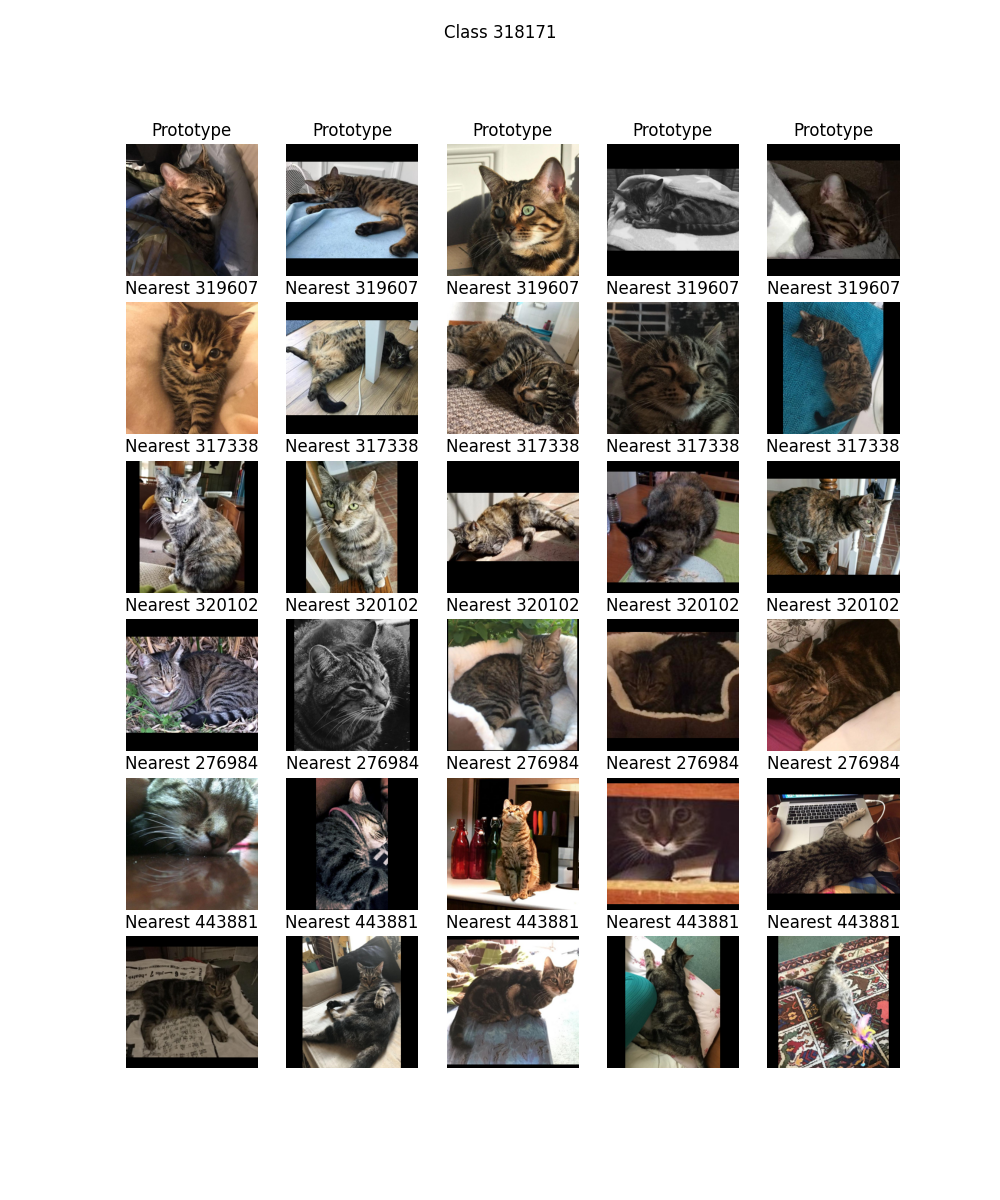 Class 318171
Prototype Prototype Prototype Prototype Prototype
Nearest 319607 Nearest 319607 Nearest 319607 Nearest 319607 Nearest 319607
Nearest 317338 Nearest 317338 Nearest 317338 Nearest 317338 Nearest 317338
Nearest 320102 Nearest 320102 Nearest 320102 Nearest 320102 Nearest 320102
Nearest 276984 Nearest 276984 Nearest 276984 Nearest 276984 Nearest 276984
Nearest 443881 Nearest 443881 Nearest 443881 Nearest 443881 Nearest 443881